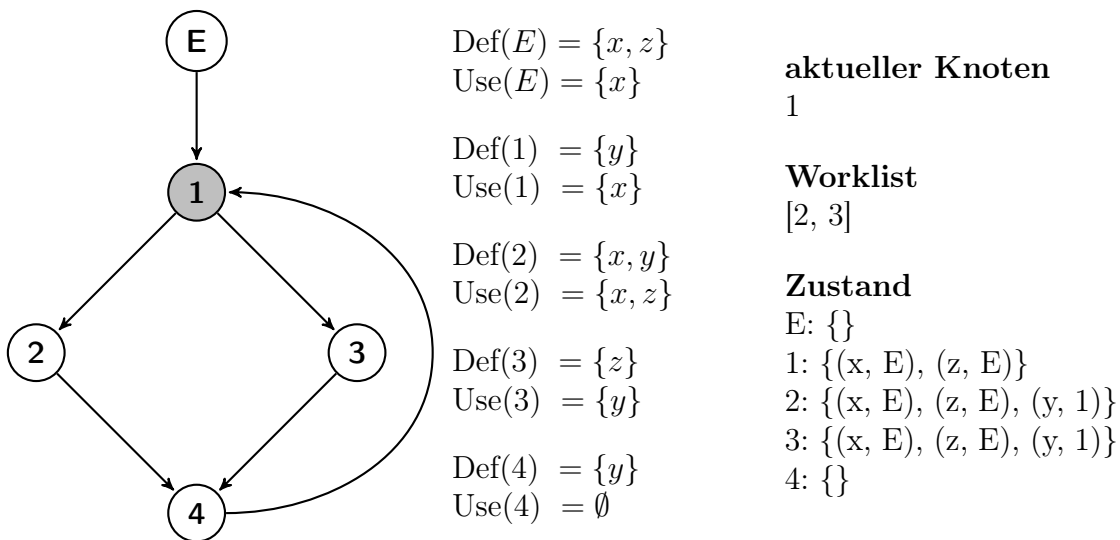 E
1
2
3
4
Def(E) = {x, z}
Use(E) = {x}
Def(1) = {y}
Use(1) = {x}
Def(2) = {x, y}
Use(2) = {x, z}
Def(3) = {z}
Use(3) = {y}
Def(4) = {y}
Use(4) = ∅
aktueller Knoten
1
Worklist
[2, 3]
Zustand
E: {}
1: {(x, E), (z, E)}
2: {(x, E), (z, E), (y, 1)}
3: {(x, E), (z, E), (y, 1)}
4: {}